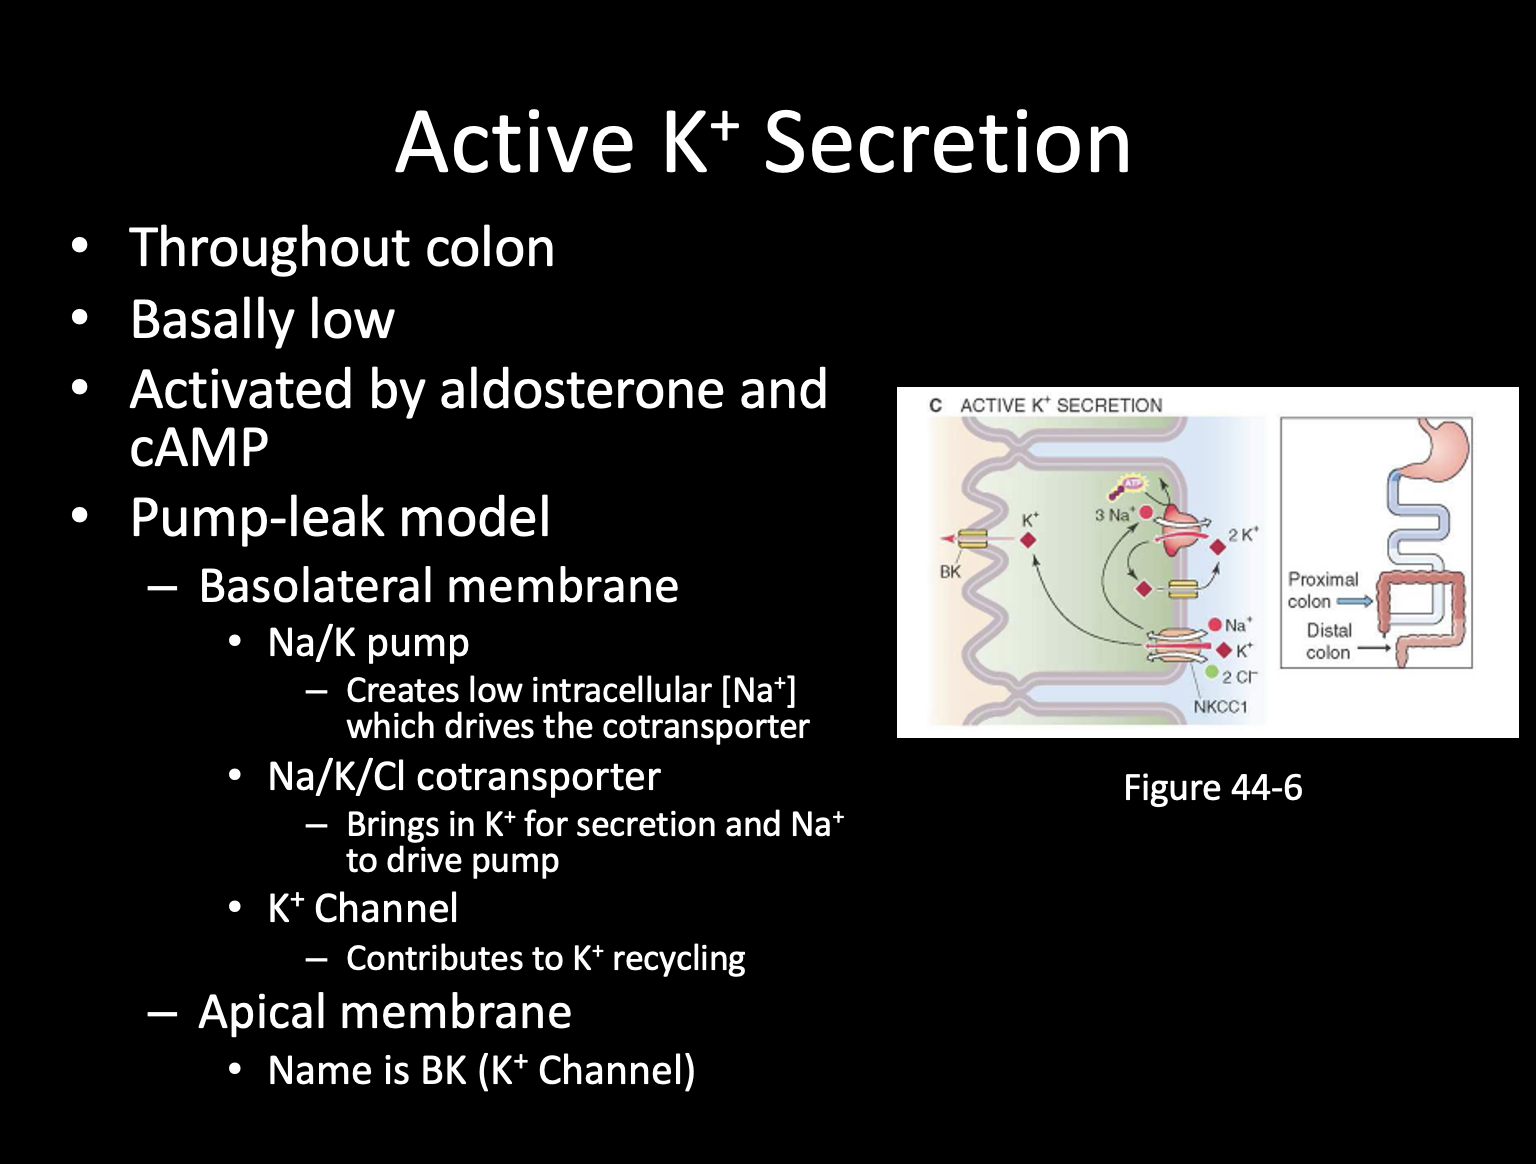 Active K⁺ Secretion
• Throughout colon
• Basally low
• Activated by aldosterone and
cAMP
• Pump-leak model
– Basolateral membrane
• Na/K pump
– Creates low intracellular [Na⁺]
which drives the cotransporter
• Na/K/Cl cotransporter
– Brings in K⁺ for secretion and Na⁺
to drive pump
• K⁺ Channel
– Contributes to K⁺ recycling
– Apical membrane
• Name is BK (K⁺ Channel)
C ACTIVE K⁺ SECRETION
ATP
3 Na⁺
K⁺
2 K⁺
BK
Na⁺
K⁺
2 Cl⁻
NKCC1
Proximal
colon
Distal
colon
Figure 44-6